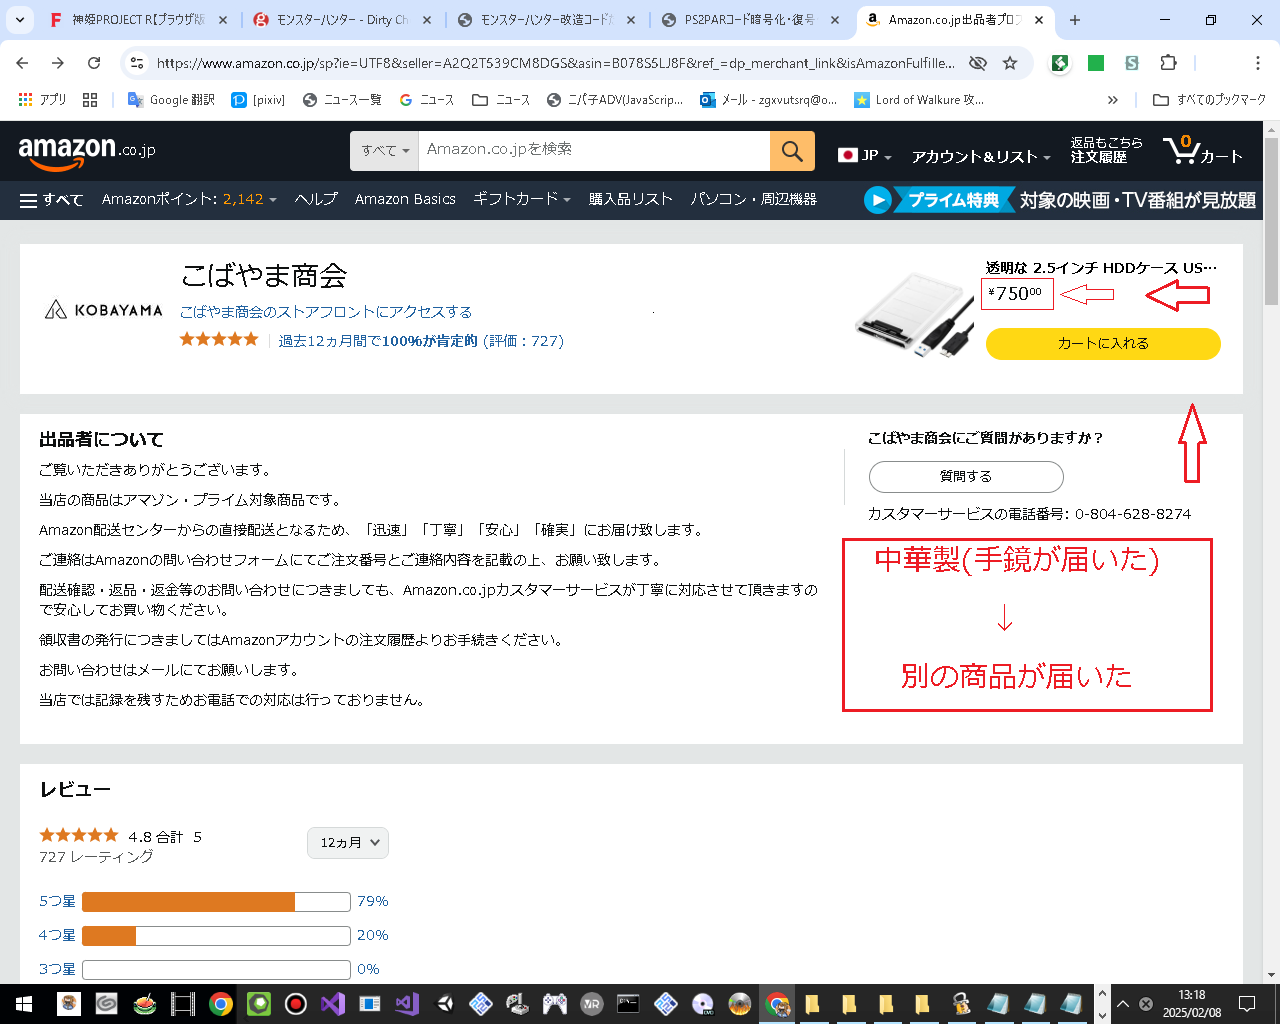 神姫PROJECT R【ブラウザ版
モンスターハンター - Dirty Ch
モンスターハンター改造コードだ
PS2PARコード暗号化・復号
Amazon.co.jp出品者プロフ
https://www.amazon.co.jp/sp?ie=UTF8&seller=A2Q2T539CM8DGS&asin=B078S5LJ8F&ref_=dp_merchant_link&isAmazonFulfille...
アプリ
Google 翻訳
[pixiv]
ニュース一覧
ニュース
ニュース
ニパ子ADV(JavaScrip...
メール - zgxvutsrq@o...
Lord of Walkure 攻...
すべてのブックマーク
amazon.co.jp
すべて
Amazon.co.jpを検索
JP
アカウント＆リスト
返品もこちら
注文履歴
0
カート
すべて
Amazonポイント: 2,142
ヘルプ
Amazon Basics
ギフトカード
購入品リスト
パソコン・周辺機器
プライム特典
対象の映画・TV番組が見放題
KOBAYAMA
こばやま商会
こばやま商会のストアフロントにアクセスする
過去12ヵ月間で100%が肯定的 (評価：727)
透明な 2.5インチ HDDケース US…
¥75000
カートに入れる
出品者について
ご覧いただきありがとうございます。
当店の商品はアマゾン・プライム対象商品です。
Amazon配送センターからの直接配送となるため、「迅速」「丁寧」「安心」「確実」にお届け致します。
ご連絡はAmazonの問い合わせフォームにてご注文番号とご連絡内容を記載の上、お願い致します。
配送確認・返品・返金等のお問い合わせにつきましても、Amazon.co.jpカスタマーサービスが丁寧に対応させて頂きますの
で安心してお買い物ください。
領収書の発行につきましてはAmazonアカウントの注文履歴よりお手続きください。
お問い合わせはメールにてお願いします。
当店では記録を残すためお電話での対応は行っておりません。
こばやま商会にご質問がありますか？
質問する
カスタマーサービスの電話番号: 0-804-628-8274
中華製(手鏡が届いた)
↓
別の商品が届いた
レビュー
4.8 合計 5
727 レーティング
12ヵ月
5つ星 79%
4つ星 20%
3つ星 0%
13:18
2025/02/08